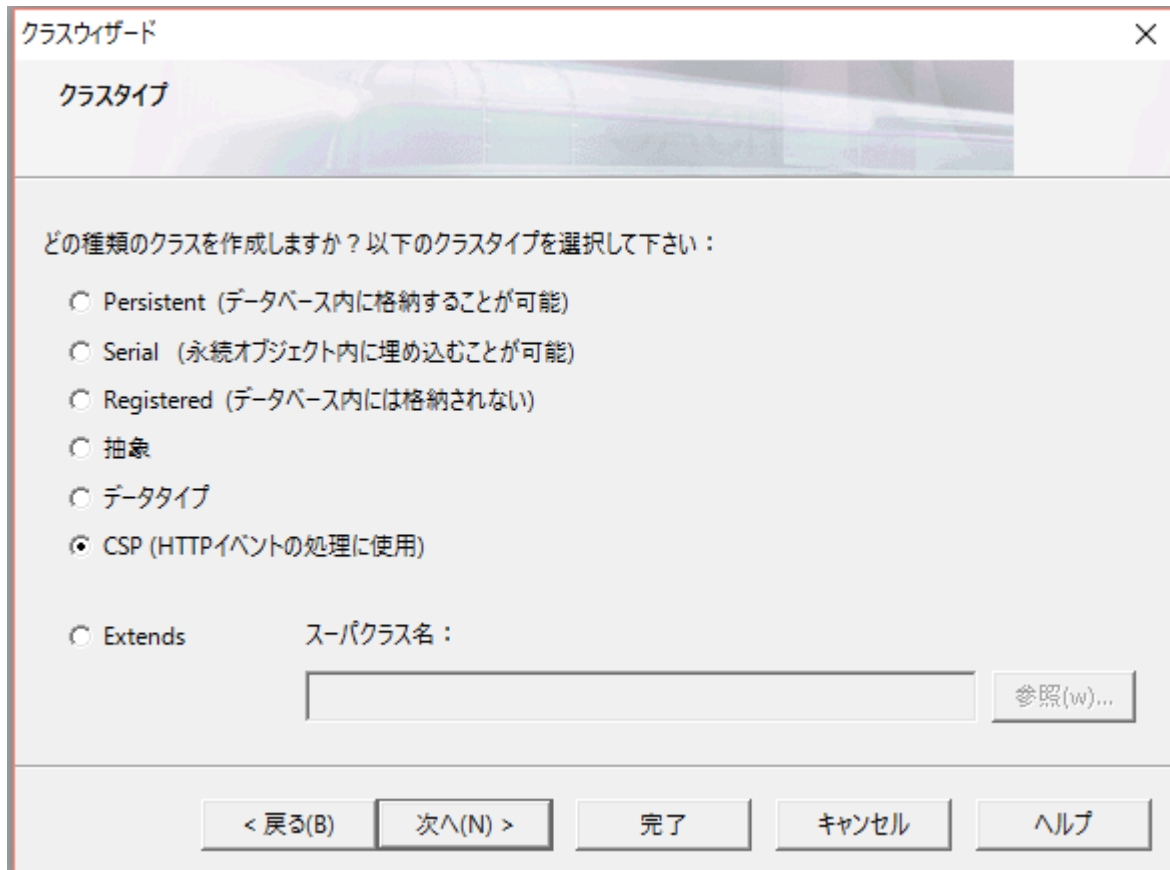 クラスウィザード
クラスタイプ
どの種類のクラスを作成しますか？以下のクラスタイプを選択して下さい：
Persistent (データベース内に格納することが可能)
Serial (永続オブジェクト内に埋め込むことが可能)
Registered (データベース内には格納されない)
抽象
データタイプ
CSP (HTTPイベントの処理に使用)
Extends スーパクラス名：
参照(w)...
< 戻る(B) 次へ(N) > 完了 キャンセル ヘルプ